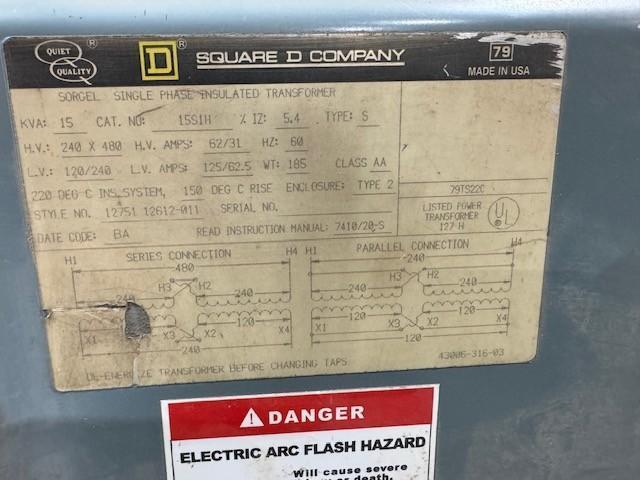 QUIET
QUALITY
®
D
®
SQUARE D COMPANY
79
MADE IN USA
SORGEL SINGLE PHASE INSULATED TRANSFORMER
KVA: 15 CAT. NO: 15S1H % IZ: 5.4 TYPE: S
H.V.: 240 X 480 H.V. AMPS: 62/31 HZ: 60
L.V.: 120/240 L.V. AMPS: 125/62.5 WT: 185 CLASS AA
220 DEG C INS. SYSTEM, 150 DEG C RISE ENCLOSURE: TYPE 2
STYLE NO. 12751 12612-011 SERIAL NO.
DATE CODE: BA READ INSTRUCTION MANUAL: 7410/20-S
79TS22C
LISTED POWER
TRANSFORMER
127 H
UL
SERIES CONNECTION
H1 480 H4
240 H3 H2 240
120 120
X1 X3 X2 X4
240
PARALLEL CONNECTION
H1 240 H4
240 H3 H2 240
120 120
X1 X3 X2 X4
120
DE-ENERGIZE TRANSFORMER BEFORE CHANGING TAPS
43006-316-03
DANGER
ELECTRIC ARC FLASH HAZARD
Will cause severe
or death.